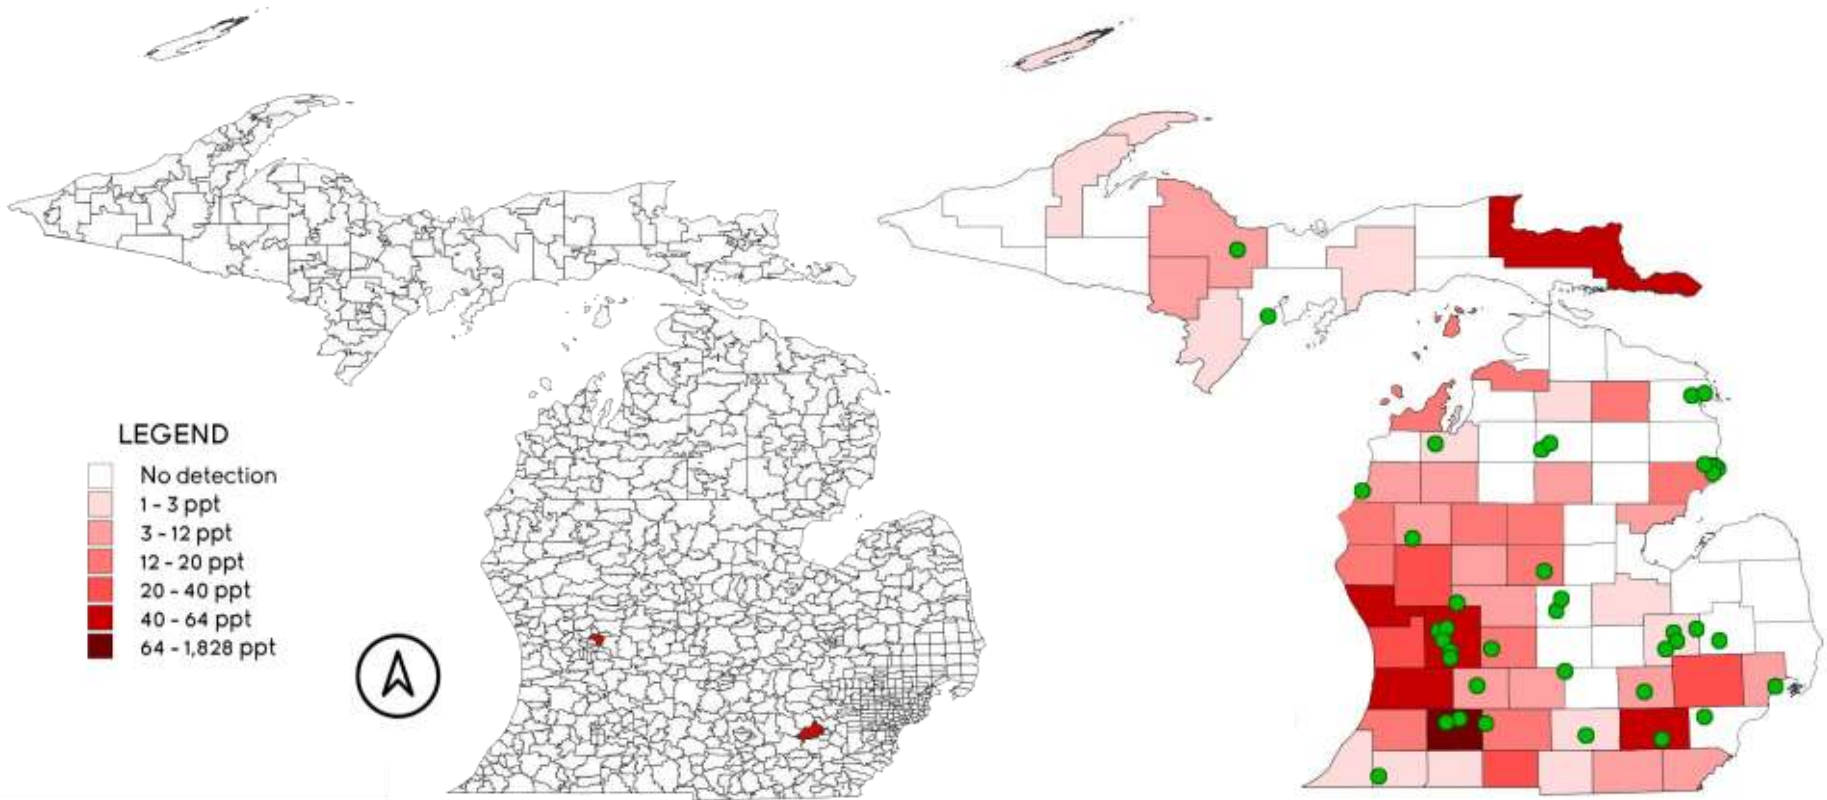 LEGEND
No detection
1 - 3 ppt
3 - 12 ppt
12 - 20 ppt
20 - 40 ppt
40 - 64 ppt
64 - 1,828 ppt